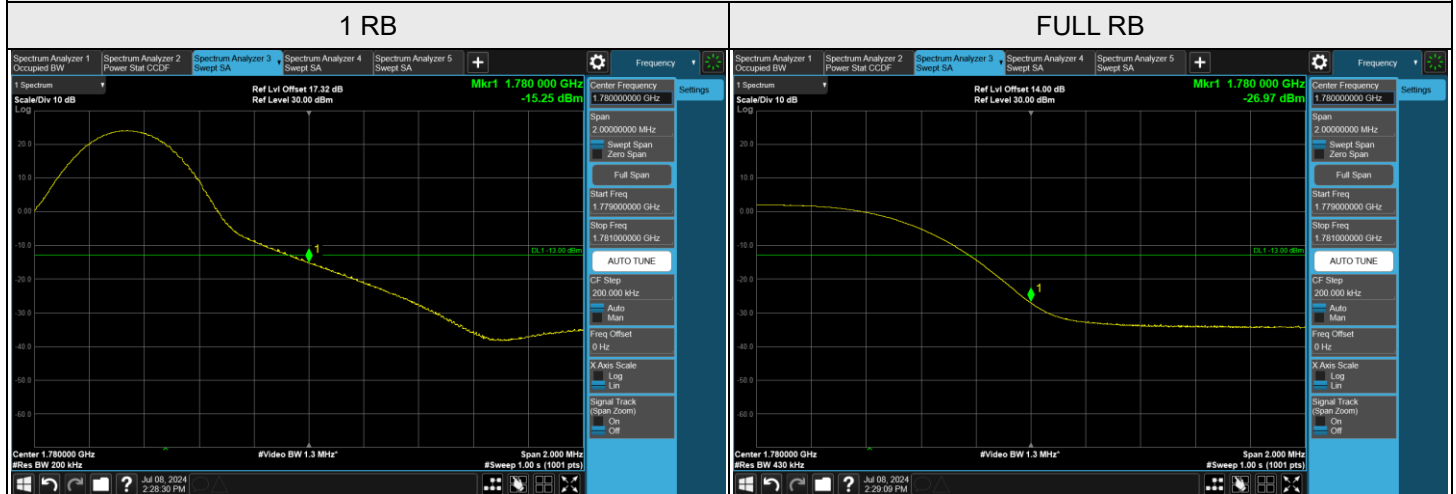 1 RB
FULL RB
Spectrum Analyzer 1
Occupied BW
Spectrum Analyzer 2
Power Stat CCDF
Spectrum Analyzer 3
Swept SA
Spectrum Analyzer 4
Swept SA
Spectrum Analyzer 5
Swept SA
+
Frequency
1 Spectrum
Scale/Div 10 dB
Log
Ref Lvl Offset 17.32 dB
Ref Level 30.00 dBm
Mkr1 1.780 000 GHz
-15.25 dBm
20.0
10.0
0.00
-10.0
-20.0
-30.0
-40.0
-50.0
-60.0
1
DL1 -13.00 dBm
Center 1.780000 GHz
#Res BW 200 kHz
#Video BW 1.3 MHz*
Span 2.000 MHz
#Sweep 1.00 s (1001 pts)
Center Frequency
1.780000000 GHz
Settings
Span
2.00000000 MHz
Swept Span
Zero Span
Full Span
Start Freq
1.779000000 GHz
Stop Freq
1.781000000 GHz
AUTO TUNE
CF Step
200.000 kHz
Auto
Man
Freq Offset
0 Hz
X Axis Scale
Log
Lin
Signal Track
(Span Zoom)
On
Off
?
Jul 08, 2024
2:28:30 PM
Spectrum Analyzer 1
Occupied BW
Spectrum Analyzer 2
Power Stat CCDF
Spectrum Analyzer 3
Swept SA
Spectrum Analyzer 4
Swept SA
Spectrum Analyzer 5
Swept SA
+
Frequency
1 Spectrum
Scale/Div 10 dB
Log
Ref Lvl Offset 14.00 dB
Ref Level 30.00 dBm
Mkr1 1.780 000 GHz
-26.97 dBm
20.0
10.0
0.00
-10.0
-20.0
-30.0
-40.0
-50.0
-60.0
1
DL1 -13.00 dBm
Center 1.780000 GHz
#Res BW 430 kHz
#Video BW 1.3 MHz*
Span 2.000 MHz
#Sweep 1.00 s (1001 pts)
Center Frequency
1.780000000 GHz
Settings
Span
2.00000000 MHz
Swept Span
Zero Span
Full Span
Start Freq
1.779000000 GHz
Stop Freq
1.781000000 GHz
AUTO TUNE
CF Step
200.000 kHz
Auto
Man
Freq Offset
0 Hz
X Axis Scale
Log
Lin
Signal Track
(Span Zoom)
On
Off
?
Jul 08, 2024
2:29:09 PM